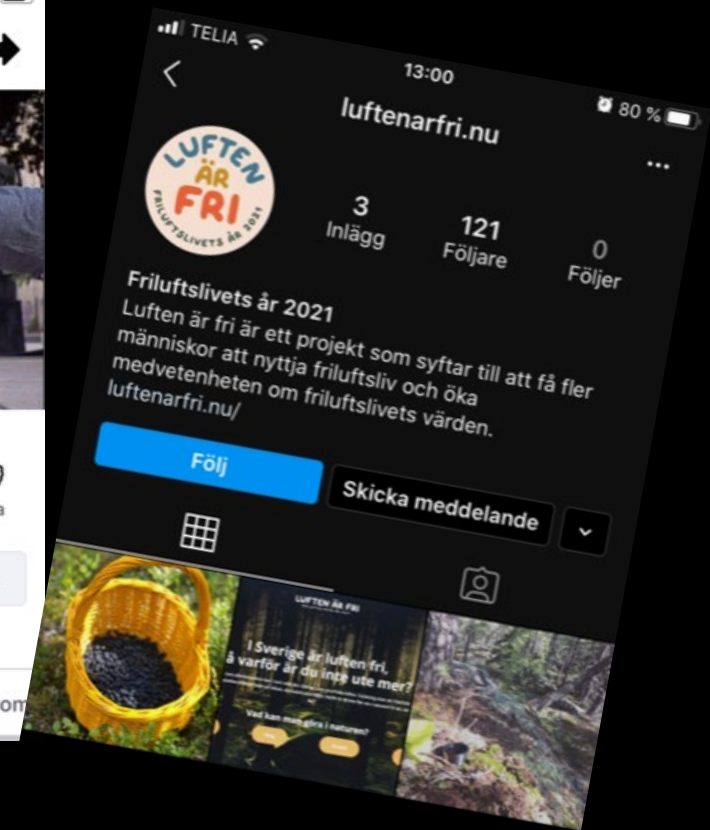 TELIA
13:00
80 %
luftenarfri.nu
LUFTEN
ÄR
FRI
FRILUFTSLIVETS ÅR 2021
3
Inlägg
121
Följare
0
Följer
Friluftslivets år 2021
Luften är fri är ett projekt som syftar till att få fler
människor att nyttja friluftsliv och öka
medvetenheten om friluftslivets värden.
luftenarfri.nu/
Följ
Skicka meddelande
LUFTEN ÄR FRI
I Sverige är luften fri,
å varför är du inte ute mer?
Vad kan man göra i naturen?
om